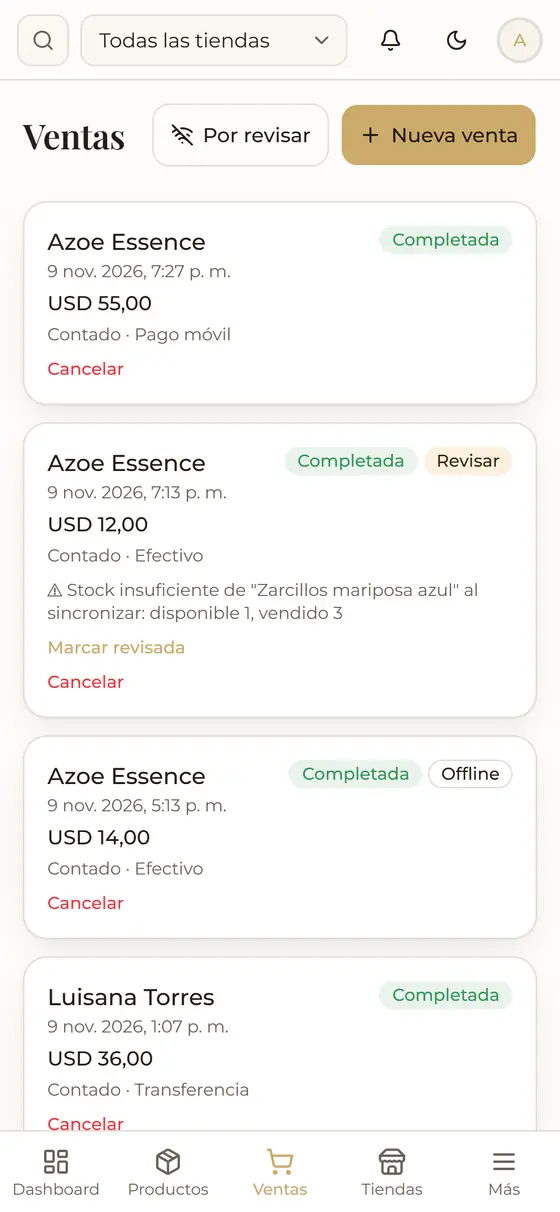 Todas las tiendas
A
Ventas
Por revisar
+ Nueva venta
Azoe Essence
Completada
9 nov. 2026, 7:27 p. m.
USD 55,00
Contado · Pago móvil
Cancelar
Azoe Essence
Completada
Revisar
9 nov. 2026, 7:13 p. m.
USD 12,00
Contado · Efectivo
⚠ Stock insuficiente de "Zarcillos mariposa azul" al
sincronizar: disponible 1, vendido 3
Marcar revisada
Cancelar
Azoe Essence
Completada
Offline
9 nov. 2026, 5:13 p. m.
USD 14,00
Contado · Efectivo
Cancelar
Luisana Torres
Completada
9 nov. 2026, 1:07 p. m.
USD 36,00
Contado · Transferencia
Cancelar
Dashboard
Productos
Ventas
Tiendas
Más